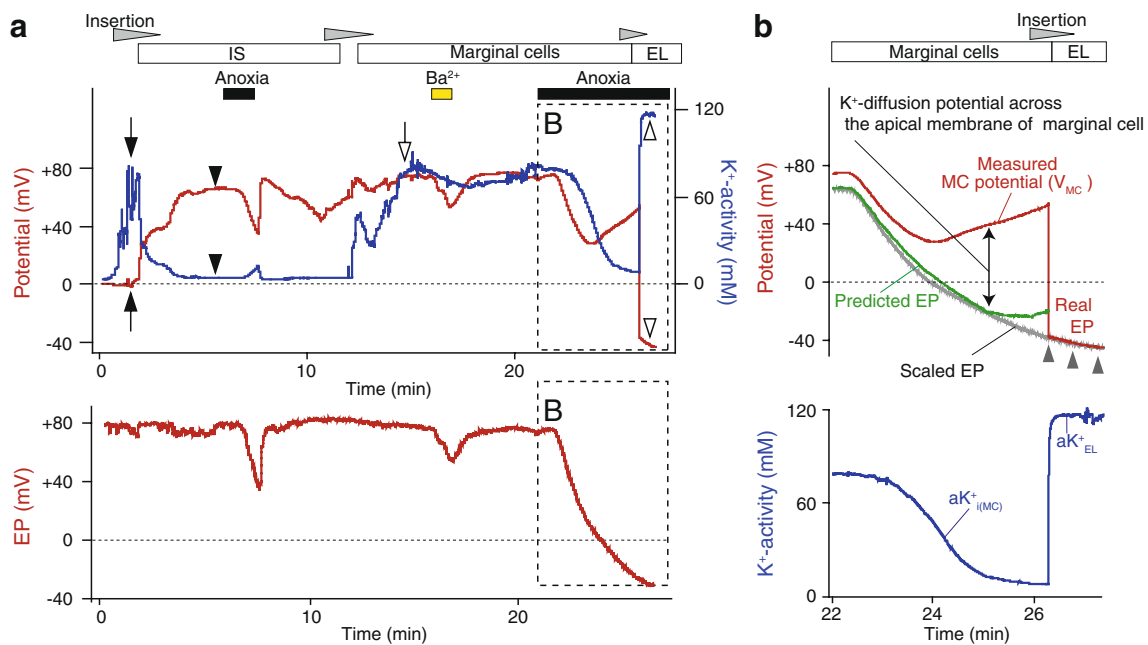 a
Insertion
IS
Marginal cells
EL
Anoxia
Ba²⁺
Anoxia
B
Potential (mV)
+80
+40
0
-40
K⁺-activity (mM)
120
60
0
0
10
20
Time (min)
EP (mV)
+80
+40
0
-40
B
0
10
20
Time (min)
b
Insertion
Marginal cells
EL
K⁺-diffusion potential across
the apical membrane of marginal cell
Potential (mV)
+80
+40
0
-40
Measured
MC potential (V_MC)
Predicted EP
Real
EP
Scaled EP
K⁺-activity (mM)
120
60
0
aK⁺_EL
aK⁺_i(MC)
22
24
26
Time (min)